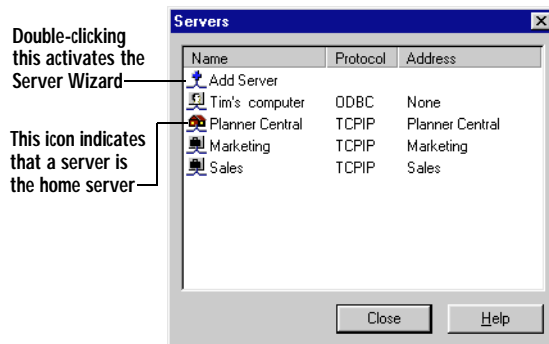 Double-clicking
this activates the
Server Wizard
This icon indicates
that a server is
the home server
Servers
Name Protocol Address
Add Server
Tim's computer ODBC None
Planner Central TCPIP Planner Central
Marketing TCPIP Marketing
Sales TCPIP Sales
Close Help